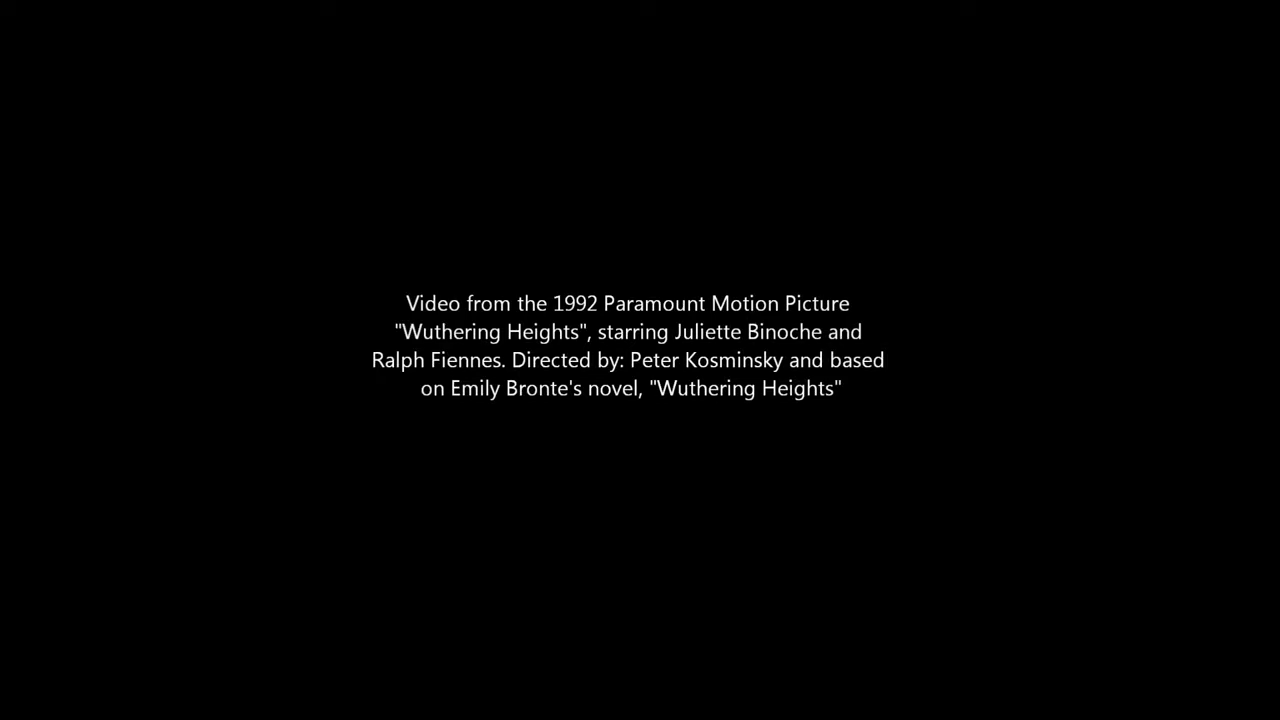 Video from the 1992 Paramount Motion Picture
"Wuthering Heights", starring Juliette Binoche and
Ralph Fiennes. Directed by: Peter Kosminsky and based
on Emily Bronte's novel, "Wuthering Heights"